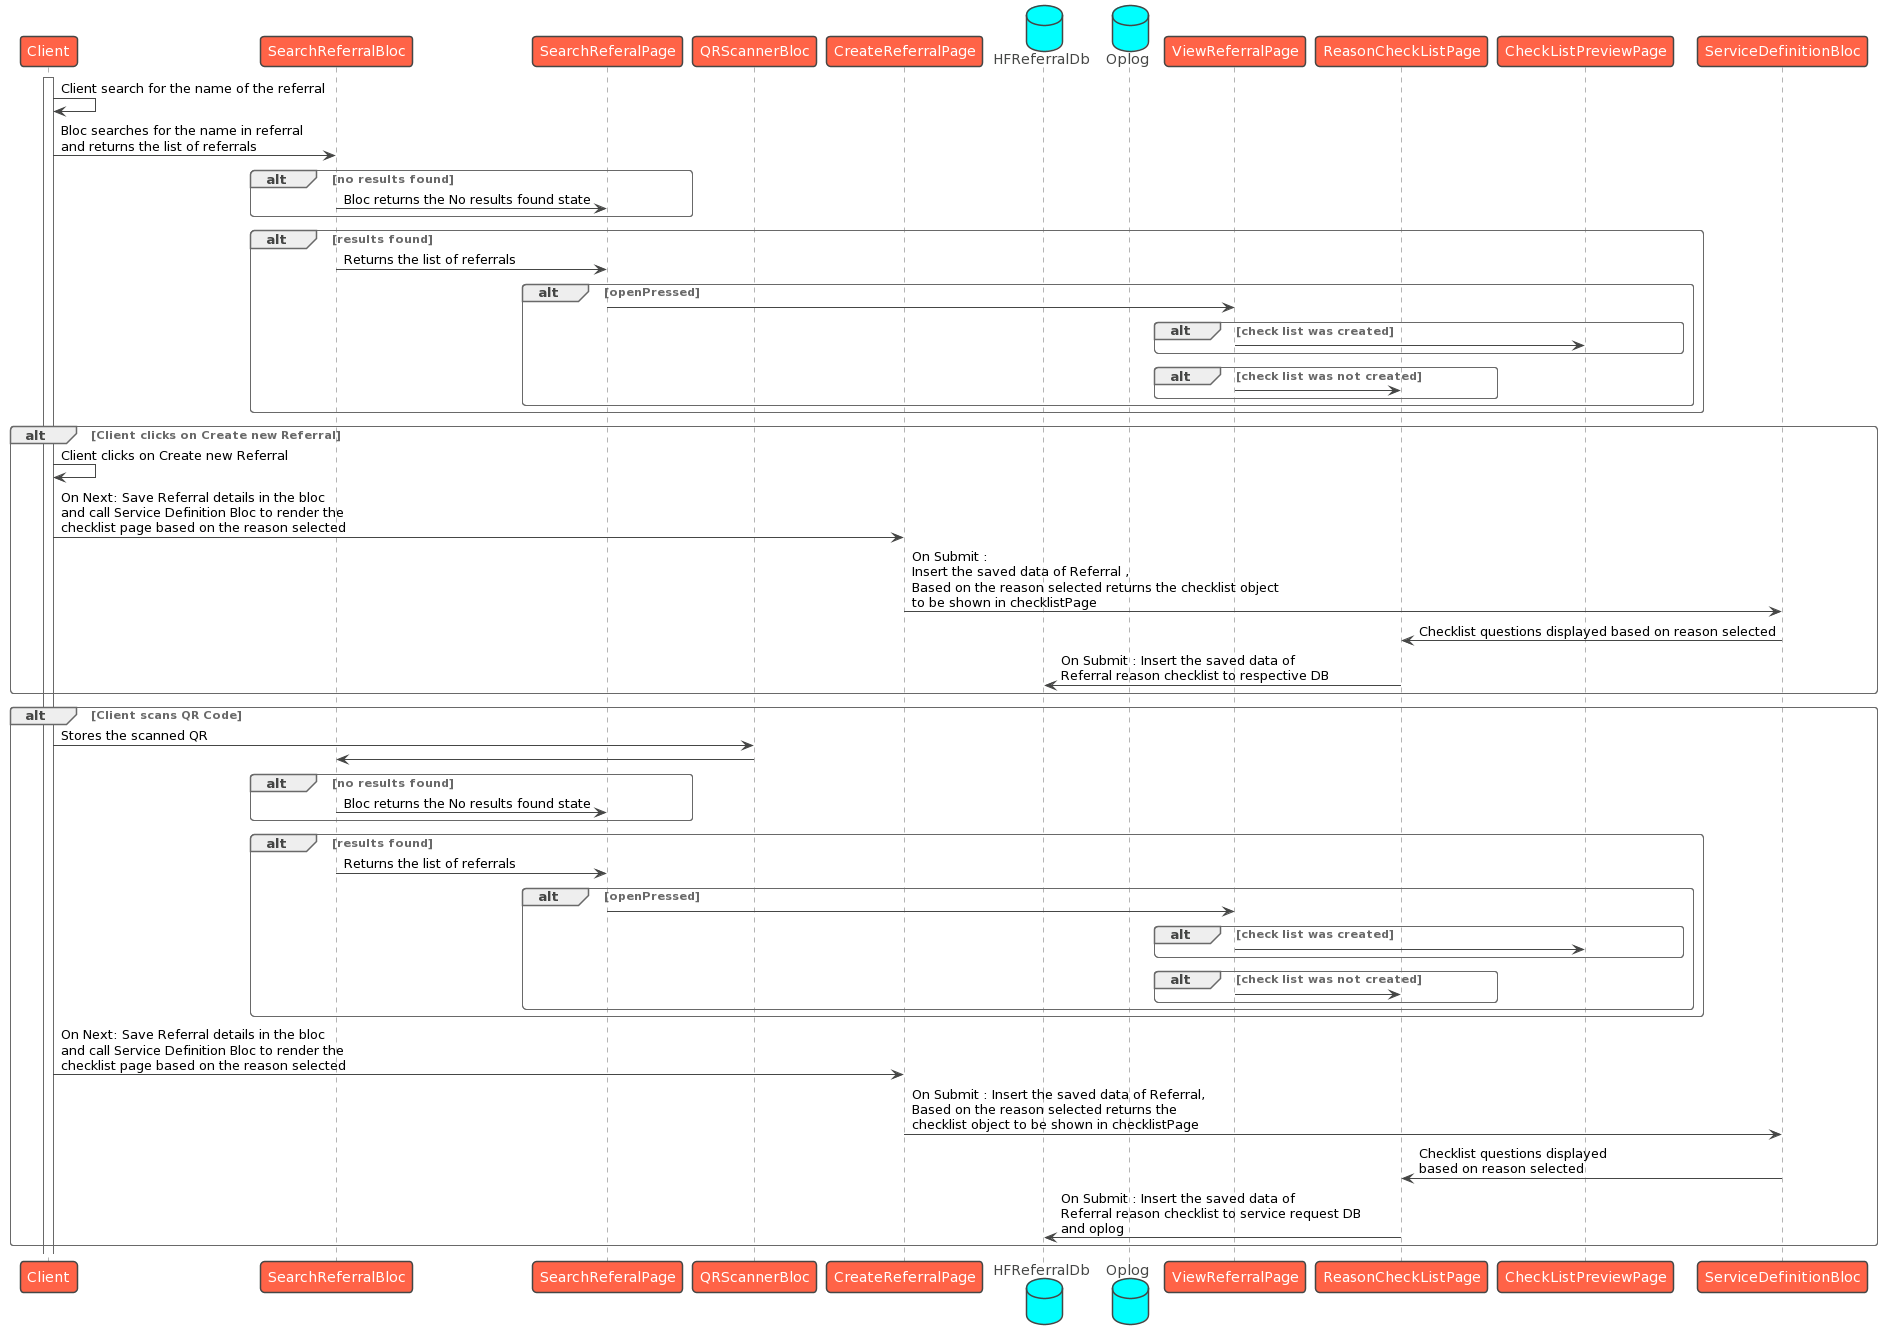 HFReferralDb
Oplog
Client
SearchReferralBloc
SearchReferalPage
QRScannerBloc
CreateReferralPage
ViewReferralPage
ReasonCheckListPage
CheckListPreviewPage
ServiceDefinitionBloc
Client search for the name of the referral
Bloc searches for the name in referral
and returns the list of referrals
alt
[no results found]
Bloc returns the No results found state
alt
[results found]
Returns the list of referrals
alt
[openPressed]
alt
[check list was created]
alt
[check list was not created]
alt
[Client clicks on Create new Referral]
Client clicks on Create new Referral
On Next: Save Referral details in the bloc
and call Service Definition Bloc to render the
checklist page based on the reason selected
On Submit :
Insert the saved data of Referral ,
Based on the reason selected returns the checklist object
to be shown in checklistPage
Checklist questions displayed based on reason selected
On Submit : Insert the saved data of
Referral reason checklist to respective DB
alt
[Client scans QR Code]
Stores the scanned QR
alt
[no results found]
Bloc returns the No results found state
alt
[results found]
Returns the list of referrals
alt
[openPressed]
alt
[check list was created]
alt
[check list was not created]
On Next: Save Referral details in the bloc
and call Service Definition Bloc to render the
checklist page based on the reason selected
On Submit : Insert the saved data of Referral,
Based on the reason selected returns the
checklist object to be shown in checklistPage
Checklist questions displayed
based on reason selected
On Submit : Insert the saved data of
Referral reason checklist to service request DB
and oplog
Client
SearchReferralBloc
SearchReferalPage
QRScannerBloc
CreateReferralPage
HFReferralDb
Oplog
ViewReferralPage
ReasonCheckListPage
CheckListPreviewPage
ServiceDefinitionBloc